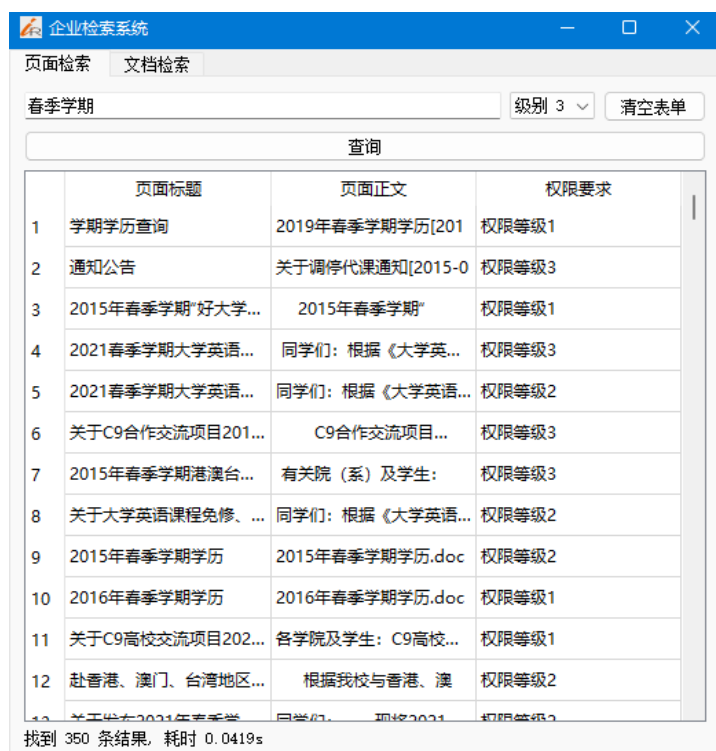 企业检索系统
页面检索 文档检索
春季学期 级别 3 清空表单
查询
页面标题 页面正文 权限要求
1 学期学历查询 2019年春季学期学历[201 权限等级1
2 通知公告 关于调停代课通知[2015-0 权限等级3
3 2015年春季学期"好大学... 2015年春季学期" 权限等级1
4 2021春季学期大学英语... 同学们：根据《大学英... 权限等级3
5 2021春季学期大学英语... 同学们：根据《大学英语... 权限等级2
6 关于C9合作交流项目201... C9合作交流项目... 权限等级3
7 2015年春季学期港澳台... 有关院（系）及学生： 权限等级3
8 关于大学英语课程免修、... 同学们：根据《大学英语... 权限等级2
9 2015年春季学期学历 2015年春季学期学历.doc 权限等级2
10 2016年春季学期学历 2016年春季学期学历.doc 权限等级1
11 关于C9高校交流项目202... 各学院及学生：C9高校... 权限等级1
12 赴香港、澳门、台湾地区... 根据我校与香港、澳 权限等级2
找到 350 条结果, 耗时 0.0419s